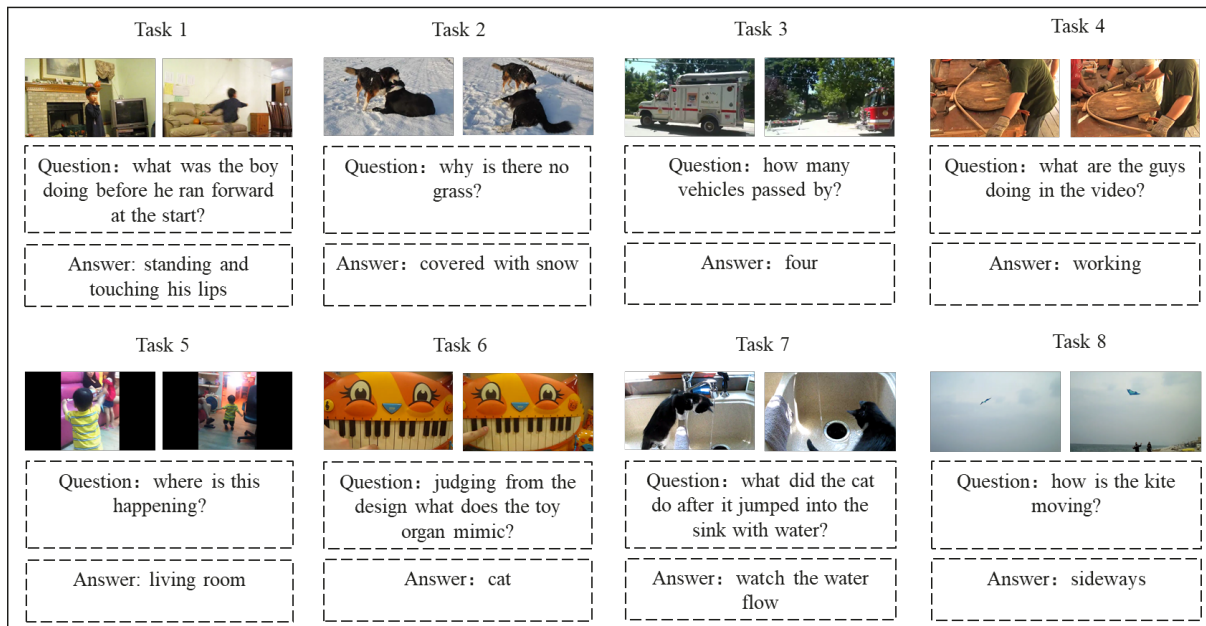 Task 1
Task 2
Task 3
Task 4
Question: what was the boy
doing before he ran forward
at the start?
Question: why is there no
grass?
Question: how many
vehicles passed by?
Question: what are the guys
doing in the video?
Answer: standing and
touching his lips
Answer: covered with snow
Answer: four
Answer: working
Task 5
Task 6
Task 7
Task 8
Question: where is this
happening?
Question: judging from the
design what does the toy
organ mimic?
Question: what did the cat
do after it jumped into the
sink with water?
Question: how is the kite
moving?
Answer: living room
Answer: cat
Answer: watch the water
flow
Answer: sideways